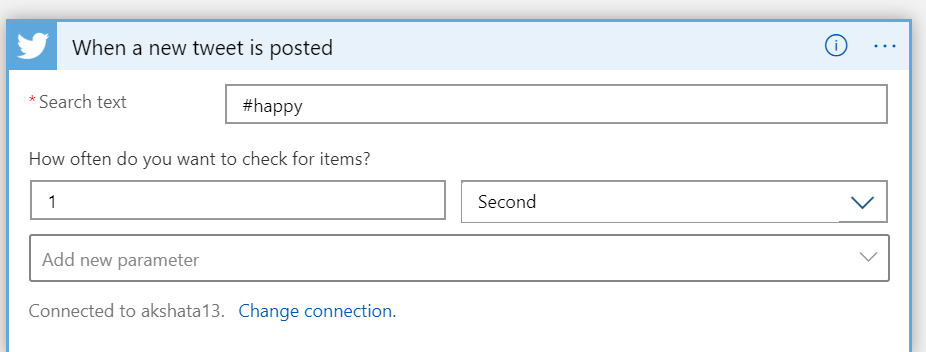 When a new tweet is posted
* Search text
#happy
How often do you want to check for items?
1
Second
Add new parameter
Connected to akshata13. Change connection.